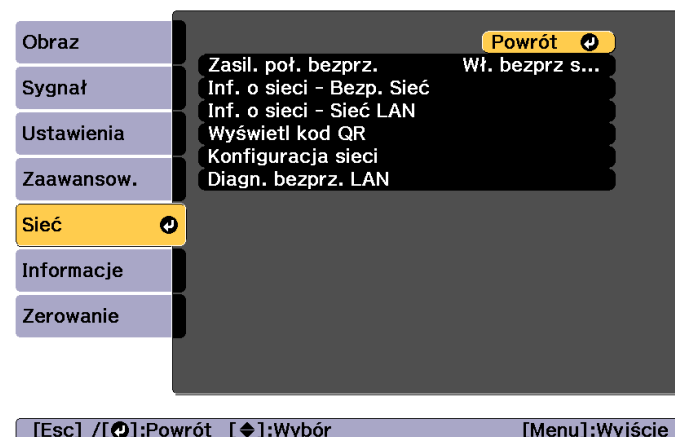 Obraz
Sygnał
Ustawienia
Zaawansow.
Sieć
Informacje
Zerowanie
Powrót
Zasil. poł. bezprz. Wł. bezprz s...
Inf. o sieci - Bezp. Sieć
Inf. o sieci - Sieć LAN
Wyświetl kod QR
Konfiguracja sieci
Diagn. bezprz. LAN
[Esc] /[⏎]:Powrót [◆]:Wybór [Menu]:Wyjście